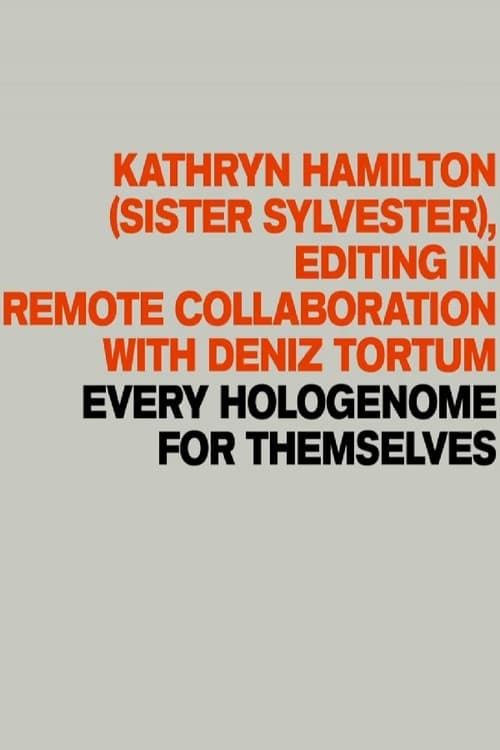 KATHRYN HAMILTON
(SISTER SYLVESTER),
EDITING IN
REMOTE COLLABORATION
WITH DENIZ TORTUM
EVERY HOLOGENOME
FOR THEMSELVES